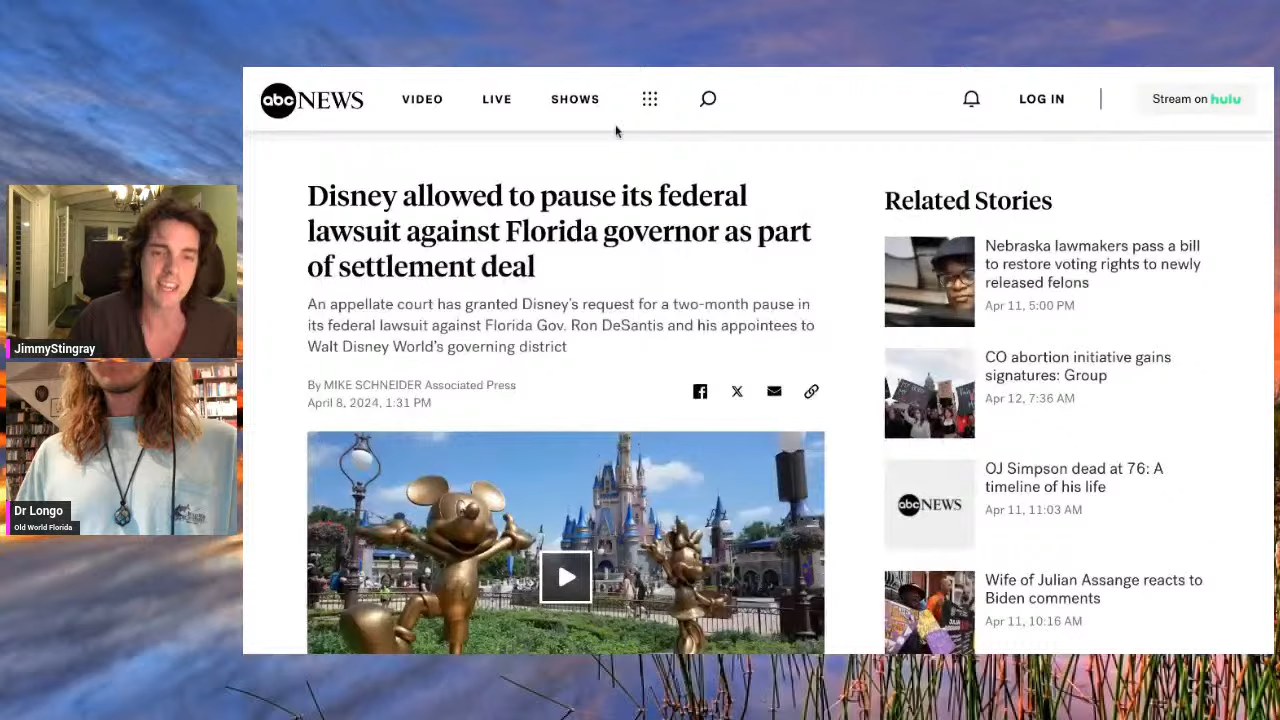 abc NEWS
VIDEO
LIVE
SHOWS
LOG IN
Stream on hulu
Disney allowed to pause its federal
lawsuit against Florida governor as part
of settlement deal
An appellate court has granted Disney's request for a two-month pause in
its federal lawsuit against Florida Gov. Ron DeSantis and his appointees to
Walt Disney World's governing district
By MIKE SCHNEIDER Associated Press
April 8, 2024, 1:31 PM
Related Stories
Nebraska lawmakers pass a bill
to restore voting rights to newly
released felons
Apr 11, 5:00 PM
CO abortion initiative gains
signatures: Group
Apr 12, 7:36 AM
abc NEWS
OJ Simpson dead at 76: A
timeline of his life
Apr 11, 11:03 AM
Wife of Julian Assange reacts to
Biden comments
Apr 11, 10:16 AM
JimmyStingray
Dr Longo
Old World Florida